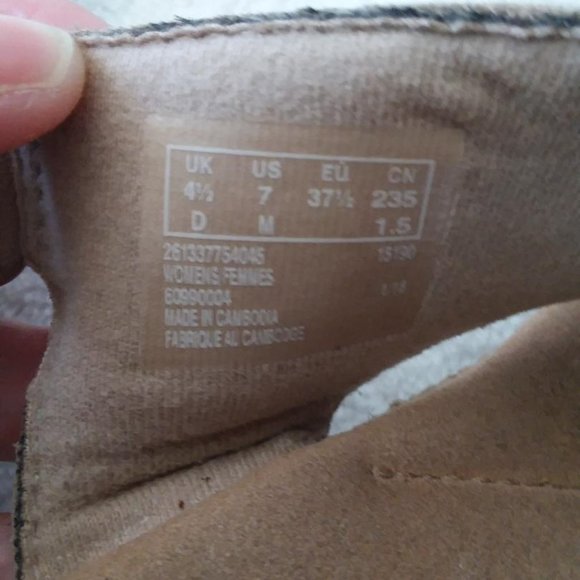 UK US EU CN
4½ 7 37½ 235
D M 1.5
261337754045 15190
WOMENS FEMMES
60990004
MADE IN CAMBODIA
FABRIQUE AU CAMBODGE